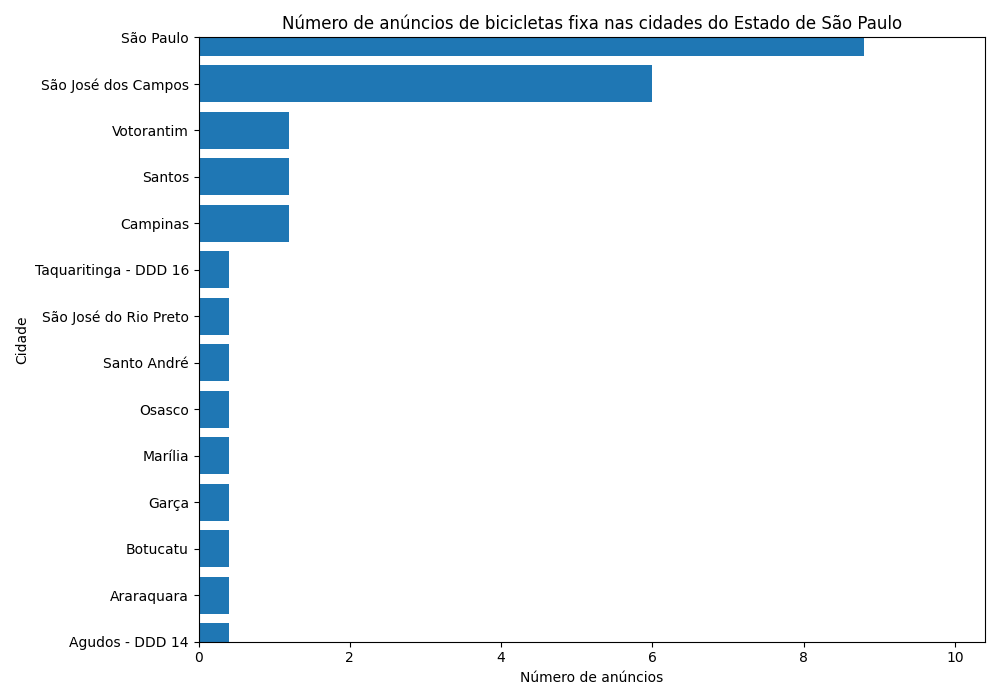 Número de anúncios de bicicletas fixa nas cidades do Estado de São Paulo
São Paulo
São José dos Campos
Votorantim
Santos
Campinas
Taquaritinga - DDD 16
São José do Rio Preto
Santo André
Osasco
Marília
Garça
Botucatu
Araraquara
Agudos - DDD 14
Cidade
0 2 4 6 8 10
Número de anúncios